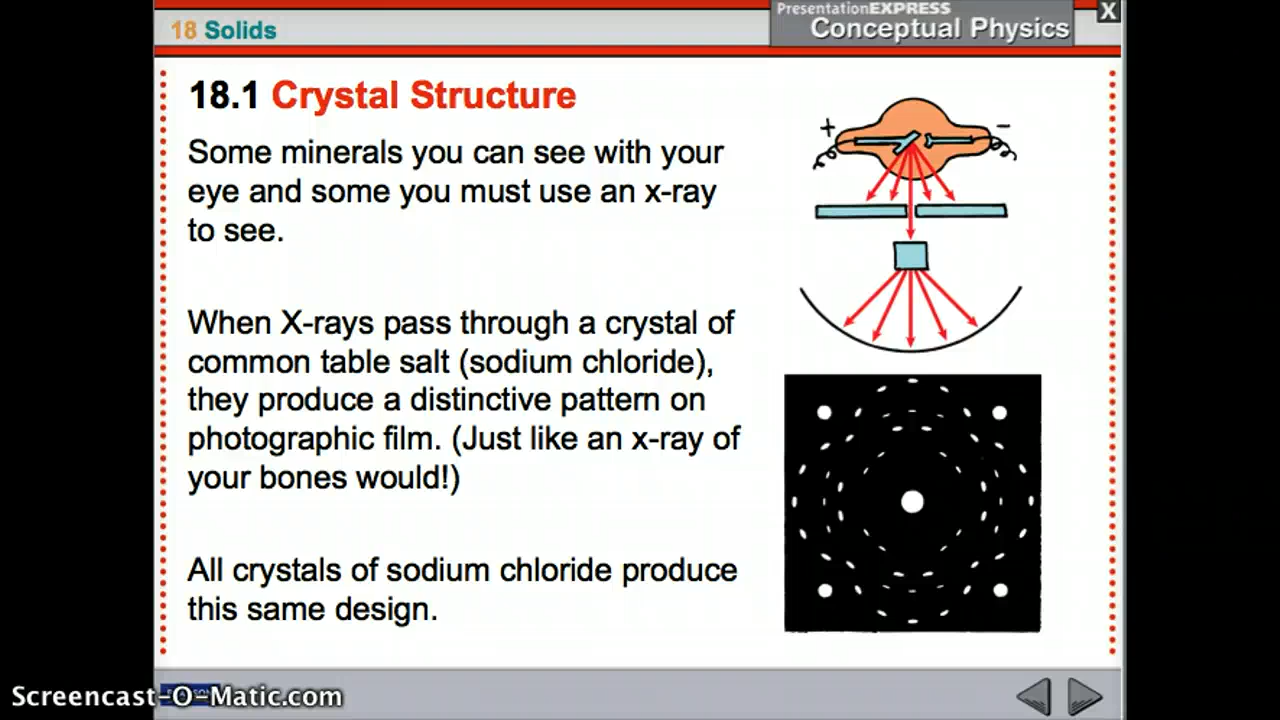 PresentationEXPRESS
Conceptual Physics
X
18 Solids
18.1 Crystal Structure
Some minerals you can see with your
eye and some you must use an x-ray
to see.
When X-rays pass through a crystal of
common table salt (sodium chloride),
they produce a distinctive pattern on
photographic film. (Just like an x-ray of
your bones would!)
All crystals of sodium chloride produce
this same design.
+
−
Screencast-O-Matic.com